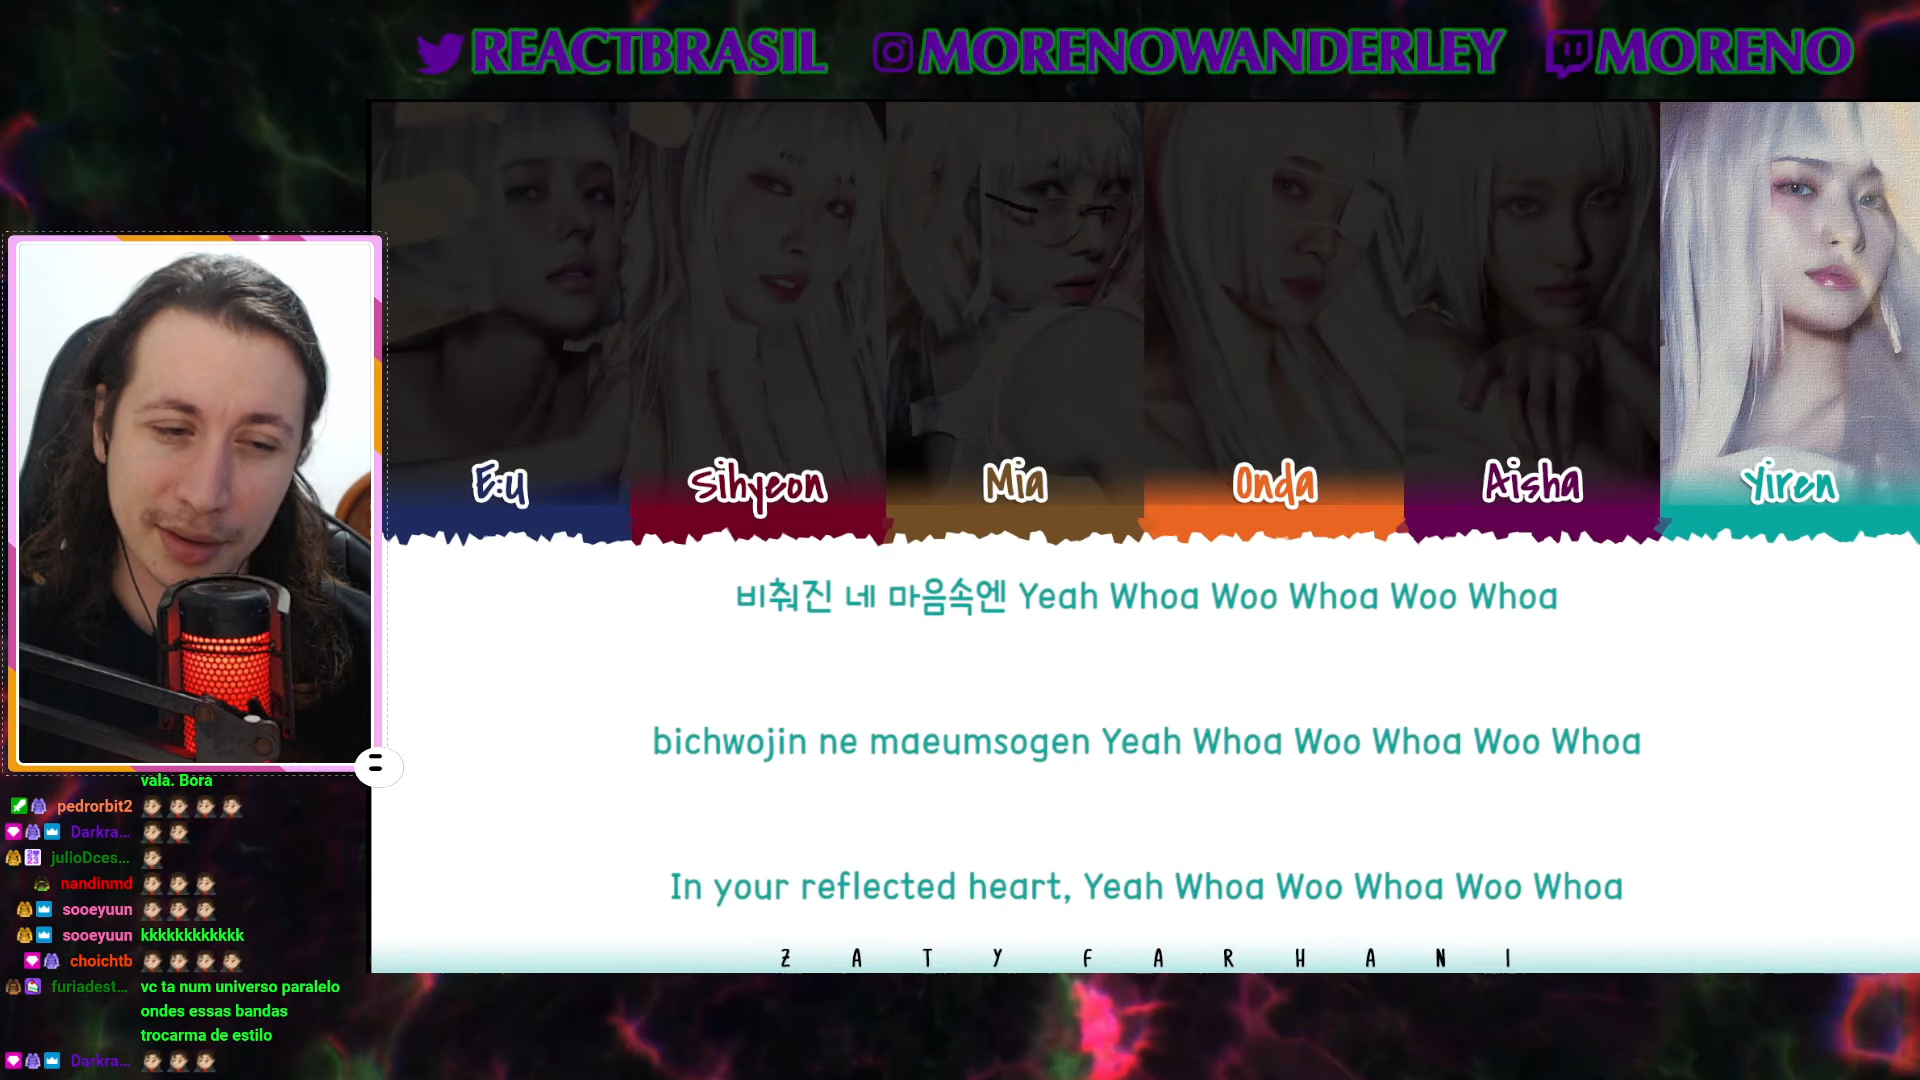 REACTBRASIL MORENOWANDERLEY MORENO
E:U Sihyeon Mia Onda Aisha Yiren
비춰진 네 마음속엔 Yeah Whoa Woo Whoa Woo Whoa
bichwojin ne maeumsogen Yeah Whoa Woo Whoa Woo Whoa
In your reflected heart, Yeah Whoa Woo Whoa Woo Whoa
Z A T Y F A R H A N I
vala. Bora
pedrorbit2
Darkra...
julioDces...
nandinmd
sooeyuun
sooeyuun kkkkkkkkkkkk
choichtb
furiadest... vc ta num universo paralelo
ondes essas bandas
trocarma de estilo
Darkra...